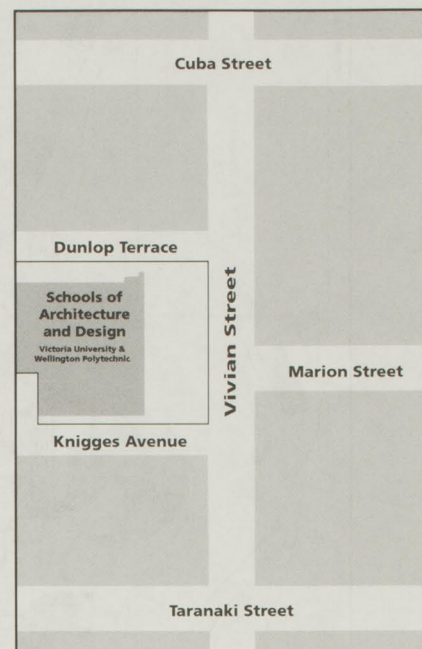 Cuba Street
Dunlop Terrace
Schools of
Architecture
and Design
Victoria University &
Wellington Polytechnic
Vivian Street
Marion Street
Knigges Avenue
Taranaki Street